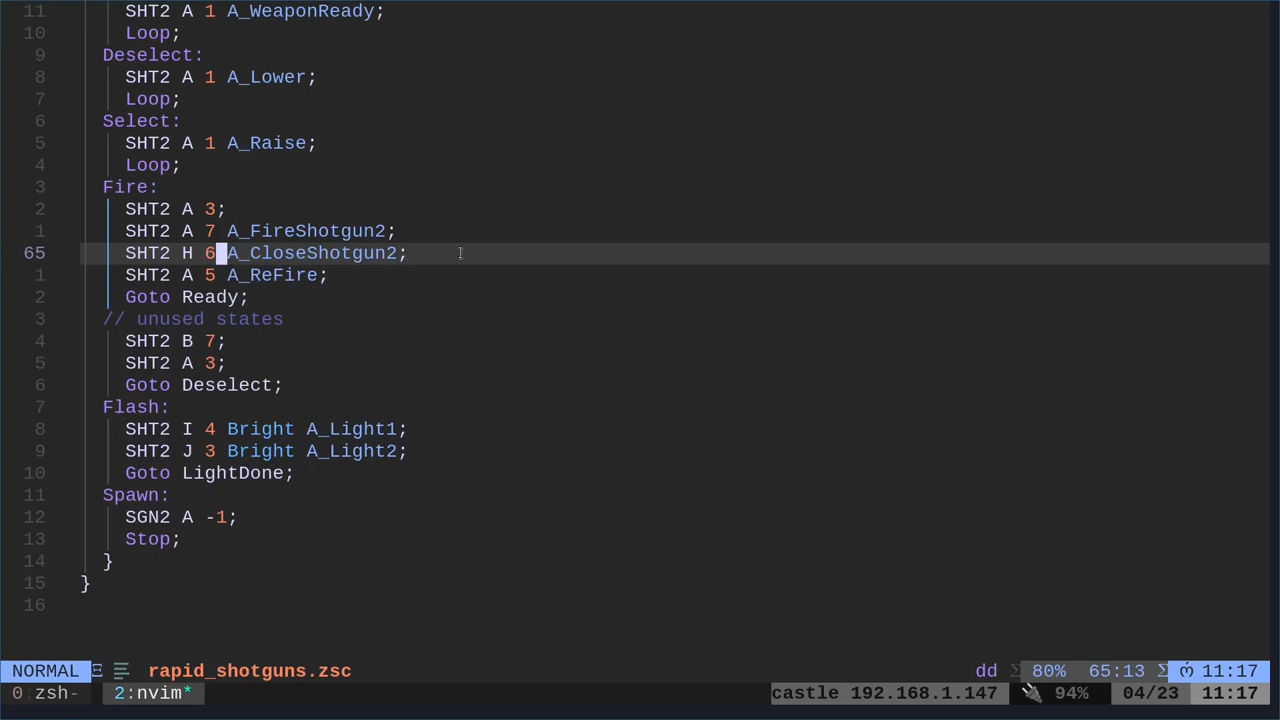 11 SHT2 A 1 A_WeaponReady;
10 Loop;
9 Deselect:
8 SHT2 A 1 A_Lower;
7 Loop;
6 Select:
5 SHT2 A 1 A_Raise;
4 Loop;
3 Fire:
2 SHT2 A 3;
1 SHT2 A 7 A_FireShotgun2;
65 SHT2 H 6 A_CloseShotgun2;
1 SHT2 A 5 A_ReFire;
2 Goto Ready;
3 // unused states
4 SHT2 B 7;
5 SHT2 A 3;
6 Goto Deselect;
7 Flash:
8 SHT2 I 4 Bright A_Light1;
9 SHT2 J 3 Bright A_Light2;
10 Goto LightDone;
11 Spawn:
12 SGN2 A -1;
13 Stop;
14 }
15 }
16
NORMAL rapid_shotguns.zsc dd 80% 65:13 11:17
0:zsh- 2:nvim* castle 192.168.1.147 94% 04/23 11:17